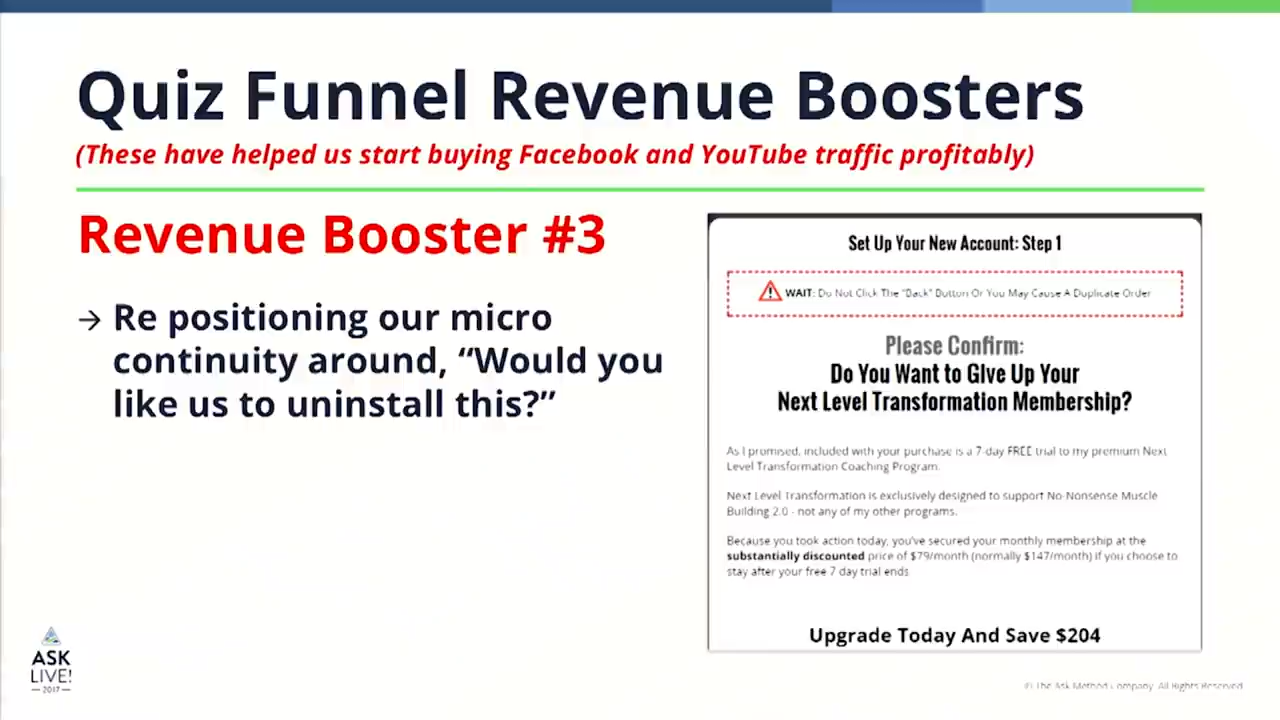 Quiz Funnel Revenue Boosters
(These have helped us start buying Facebook and YouTube traffic profitably)
Revenue Booster #3
→ Re positioning our micro
continuity around, “Would you
like us to uninstall this?”
Set Up Your New Account: Step 1
WAIT: Do Not Click The "Back" Button Or You May Cause A Duplicate Order
Please Confirm:
Do You Want to Give Up Your
Next Level Transformation Membership?
As I promised, included with your purchase is a 7-day FREE trial to my premium Next
Level Transformation Coaching Program.
Next Level Transformation is exclusively designed to support No-Nonsense Muscle
Building 2.0 - not any of my other programs.
Because you took action today, you've secured your monthly membership at the
substantially discounted price of $79/month (normally $147/month) if you choose to
stay after your free 7 day trial ends.
Upgrade Today And Save $204
ASK
LIVE!
2017
© The Ask Method Company. All Rights Reserved.